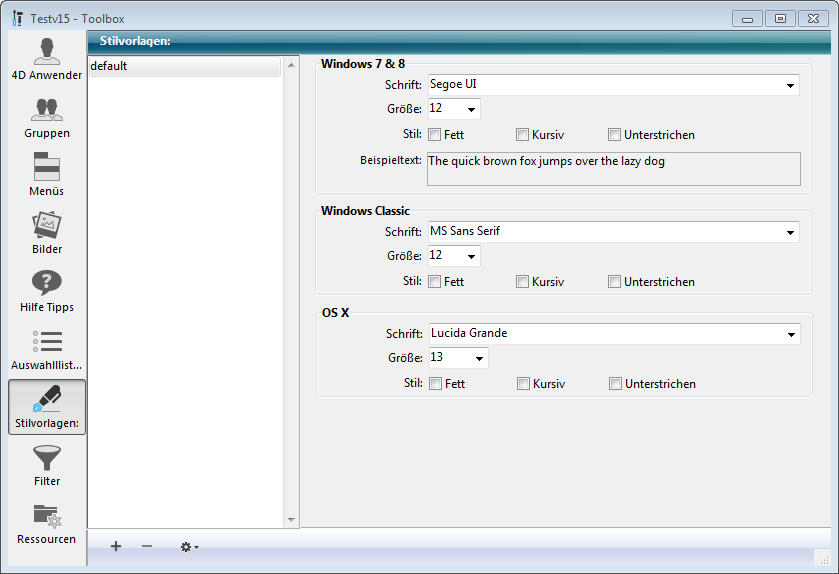 Testv15 - Toolbox
4D Anwender
Gruppen
Menüs
Bilder
Hilfe Tipps
Auswahllist...
Stilvorlagen:
Filter
Ressourcen
Stilvorlagen:
default
Windows 7 & 8
Schrift: Segoe UI
Größe: 12
Stil: Fett Kursiv Unterstrichen
Beispieltext: The quick brown fox jumps over the lazy dog
Windows Classic
Schrift: MS Sans Serif
Größe: 12
Stil: Fett Kursiv Unterstrichen
OS X
Schrift: Lucida Grande
Größe: 13
Stil: Fett Kursiv Unterstrichen